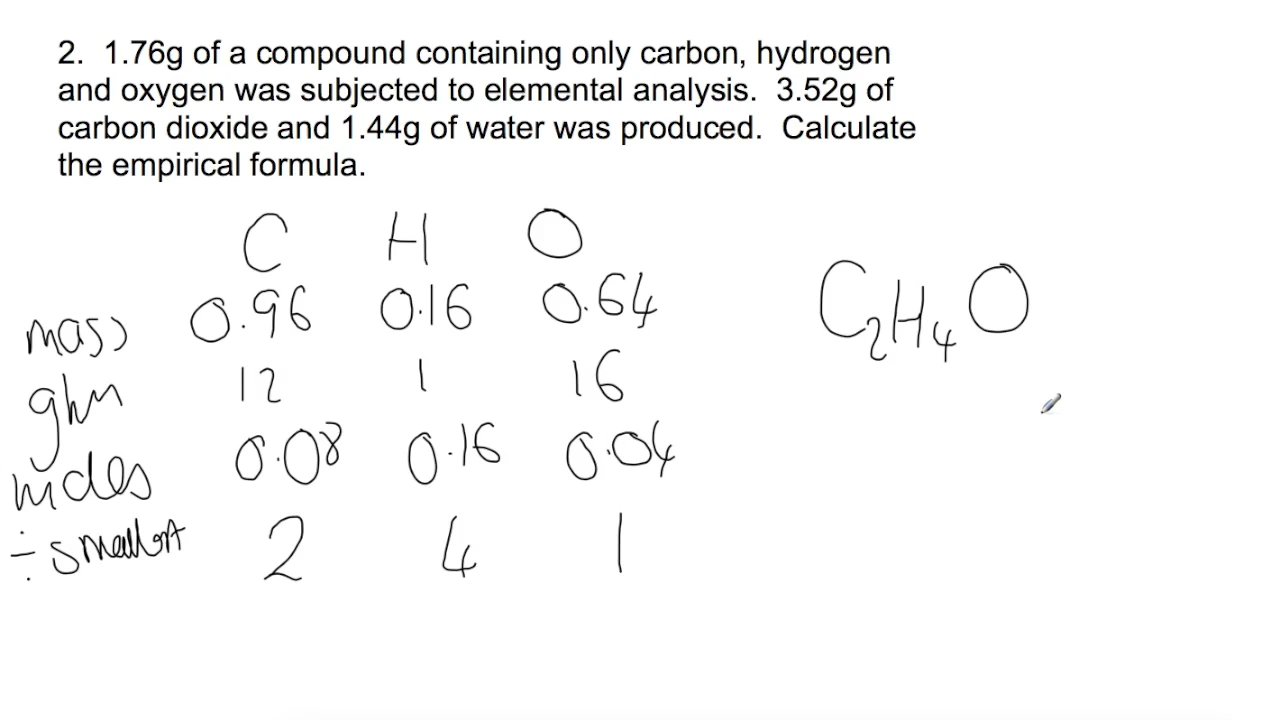 2. 1.76g of a compound containing only carbon, hydrogen
and oxygen was subjected to elemental analysis. 3.52g of
carbon dioxide and 1.44g of water was produced. Calculate
the empirical formula.
C H O
mass 0.96 0.16 0.64
gfm 12 1 16
moles 0.08 0.16 0.04
÷ smallest 2 4 1
C₂H₄O